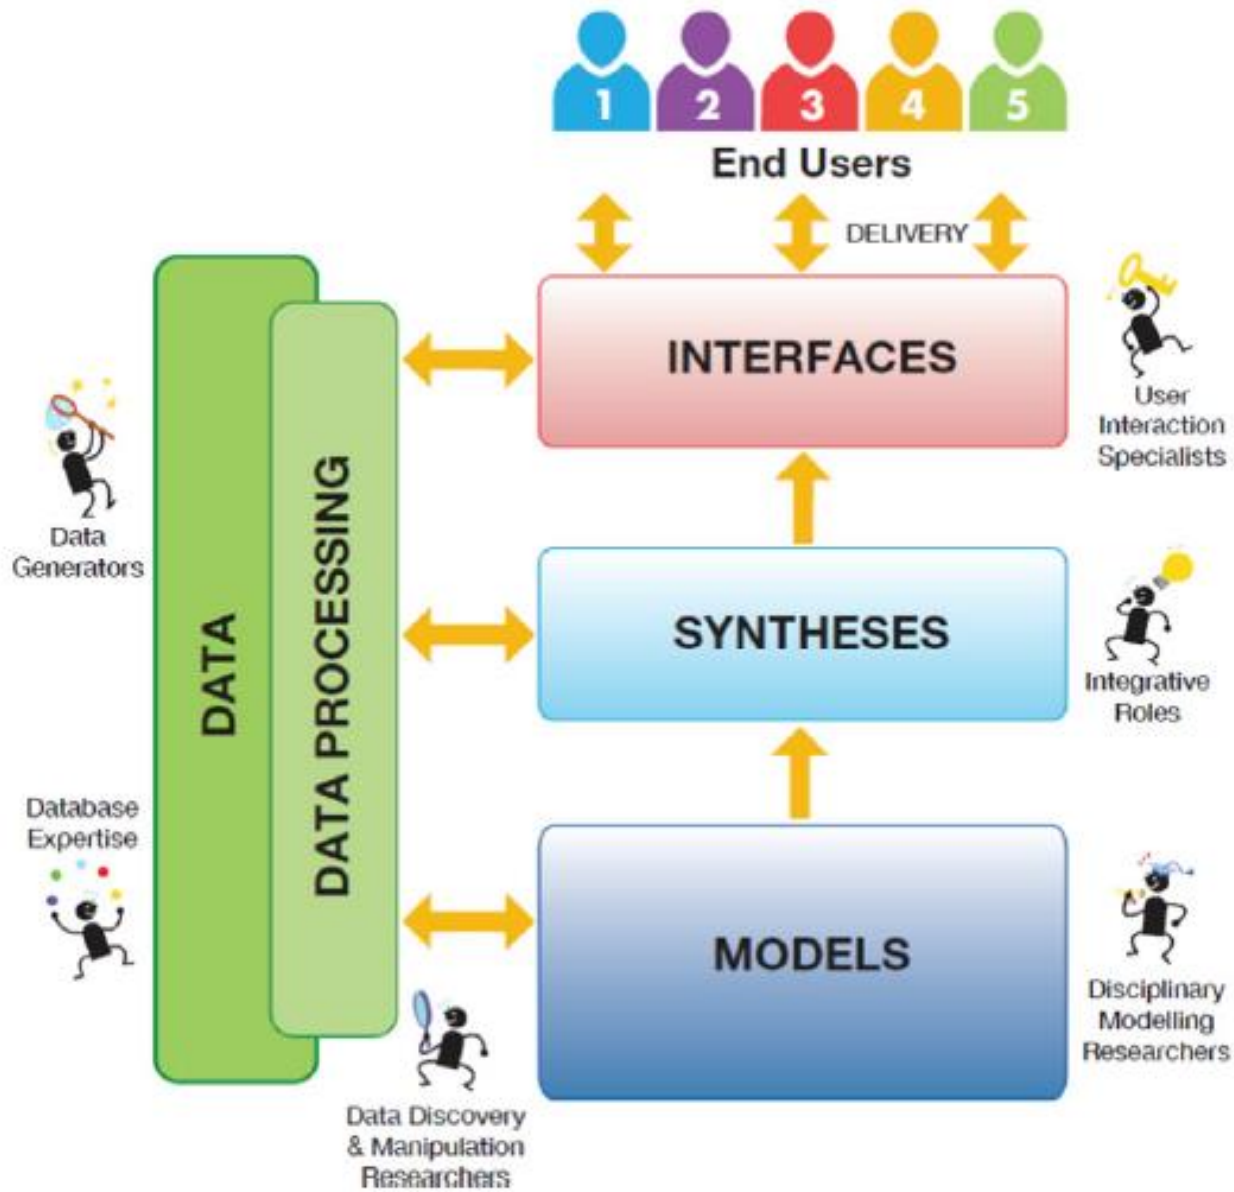 1 2 3 4 5
End Users
DELIVERY
INTERFACES
User
Interaction
Specialists
Data
Generators
DATA
DATA PROCESSING
SYNTHESES
Integrative
Roles
Database
Expertise
MODELS
Disciplinary
Modelling
Researchers
Data Discovery
& Manipulation
Researchers